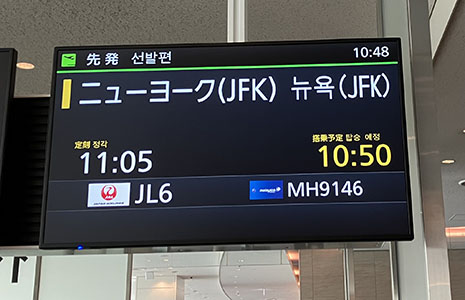 先発 선발편 10:48
ニューヨーク(JFK) 뉴욕(JFK)
定刻 정각 搭乗予定 탑승 예정
11:05 10:50
JL6 MH9146